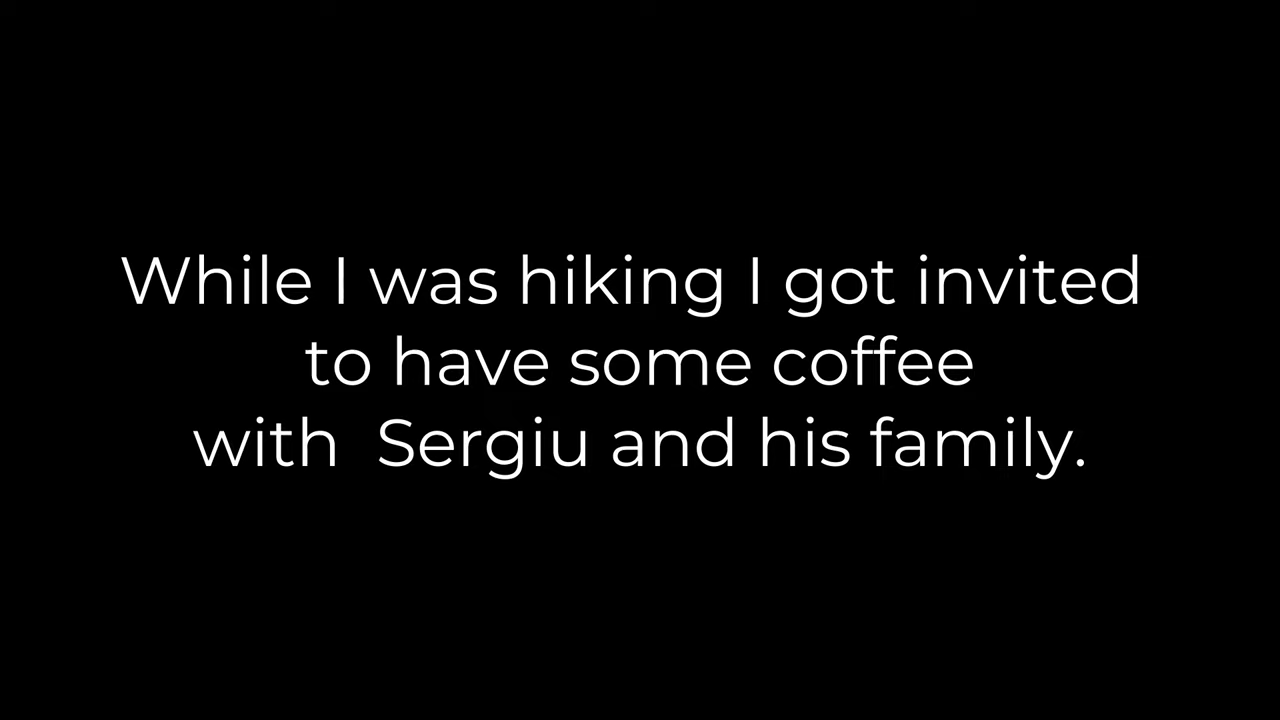 While I was hiking I got invited
to have some coffee
with  Sergiu and his family.